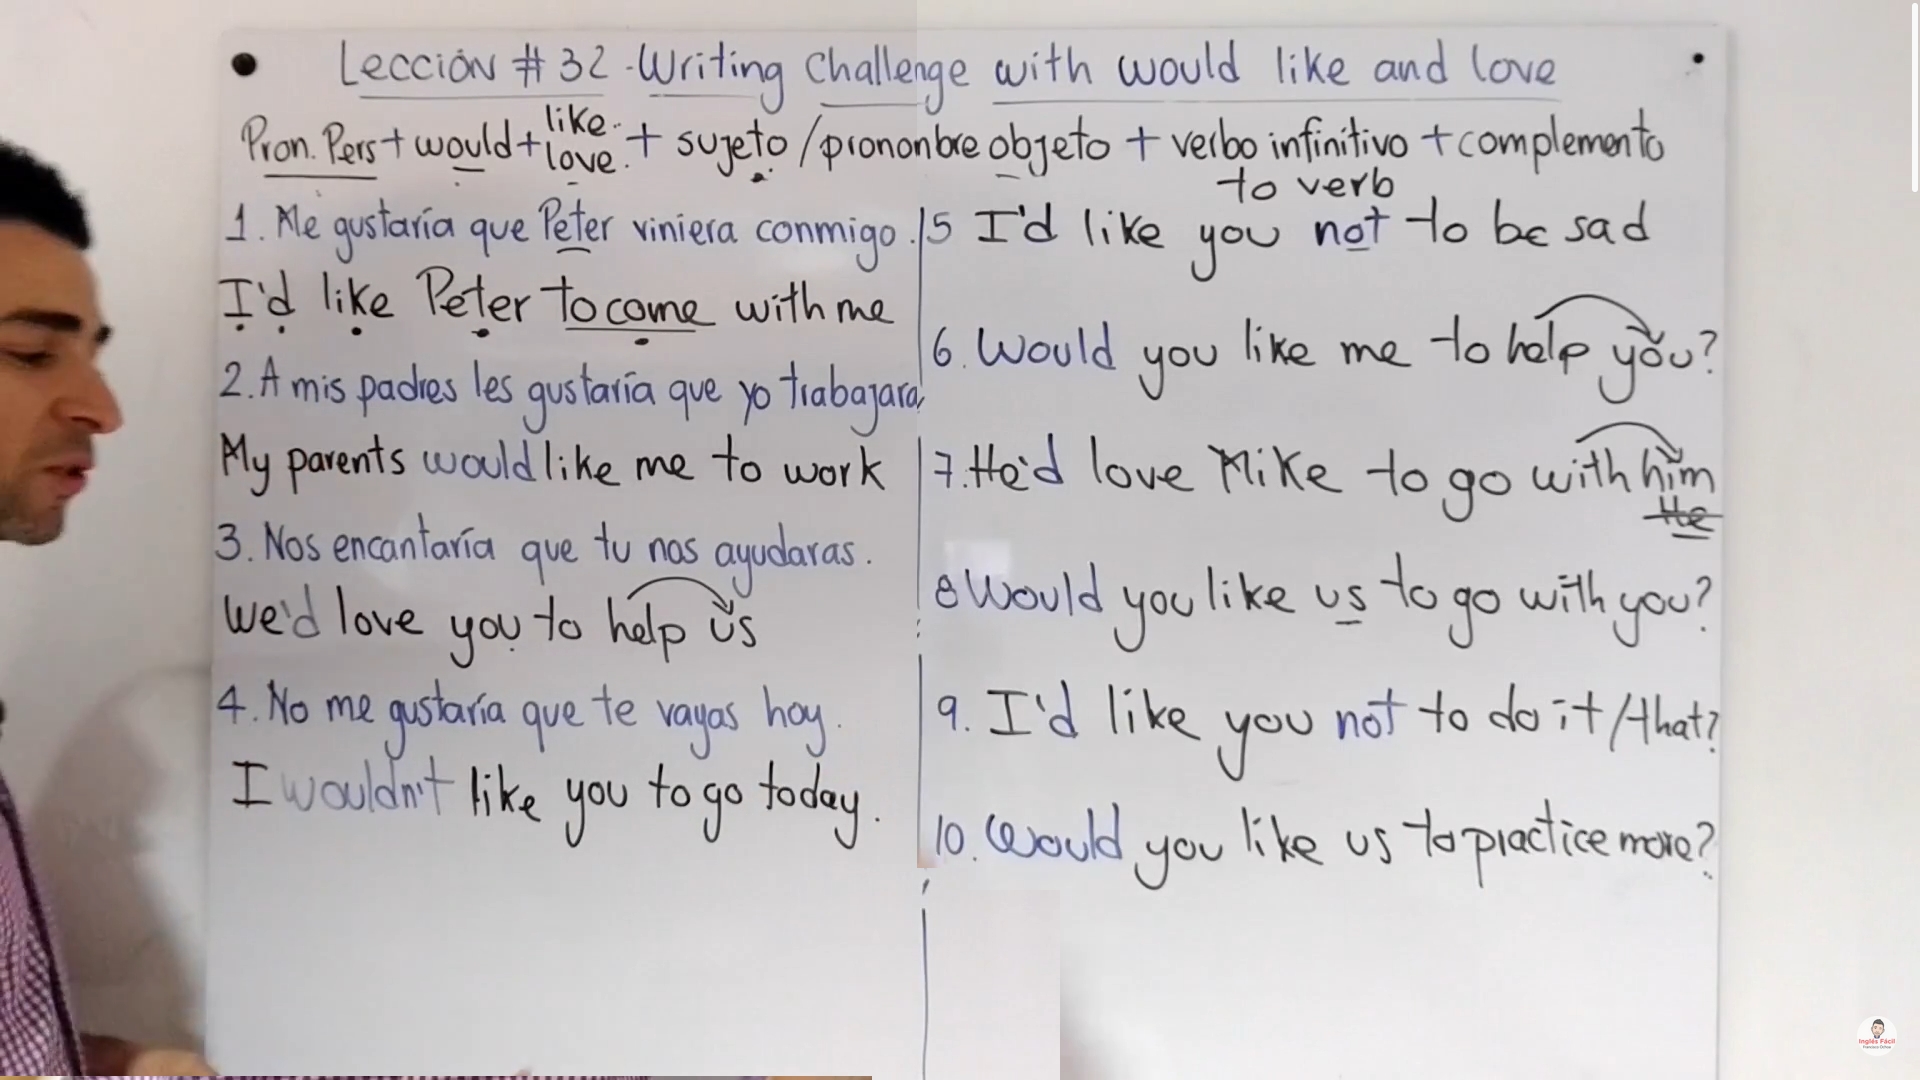 Lección # 32 - Writing Challenge with would like and love
Pron. Pers + would + like / love + sujeto / prononbre objeto + verbo infinitivo + complemento
to verb
1. Me gustaría que Peter viniera conmigo.
I'd like Peter to come with me
2. A mis padres les gustaría que yo trabajara
My parents would like me to work
3. Nos encantaría que tu nos ayudaras.
We'd love you to help us
4. No me gustaría que te vayas hoy.
I wouldn't like you to go today.
5 I'd like you not to be sad
6. Would you like me to help you?
7. He'd love Mike to go with him
He
8 Would you like us to go with you?
9. I'd like you not to do it / that?
10. Would you like us to practice more?
Inglés Fácil